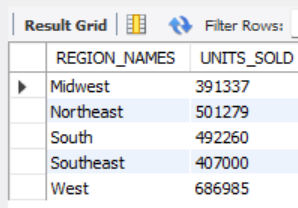 Result Grid Filter Rows:
REGION_NAMES UNITS_SOLD
Midwest 391337
Northeast 501279
South 492260
Southeast 407000
West 686985